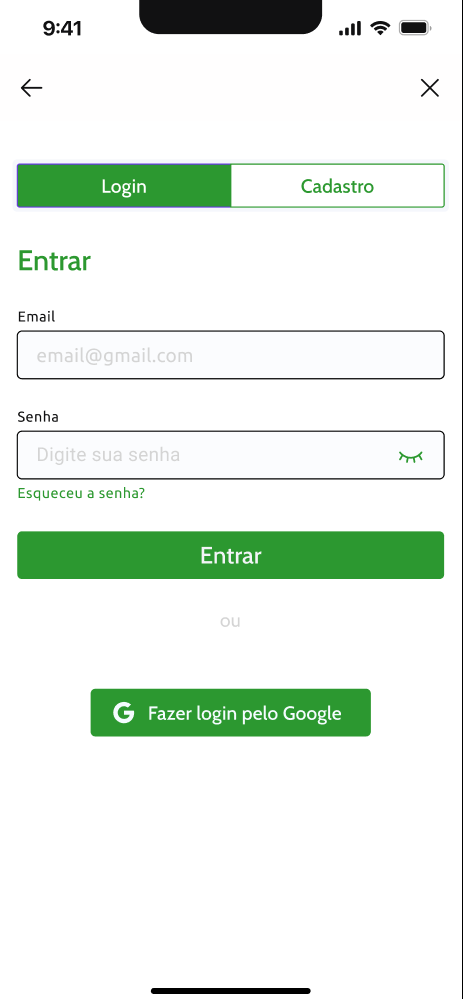 9:41
Login
Cadastro
Entrar
Email
email@gmail.com
Senha
Digite sua senha
Esqueceu a senha?
Entrar
ou
Fazer login pelo Google